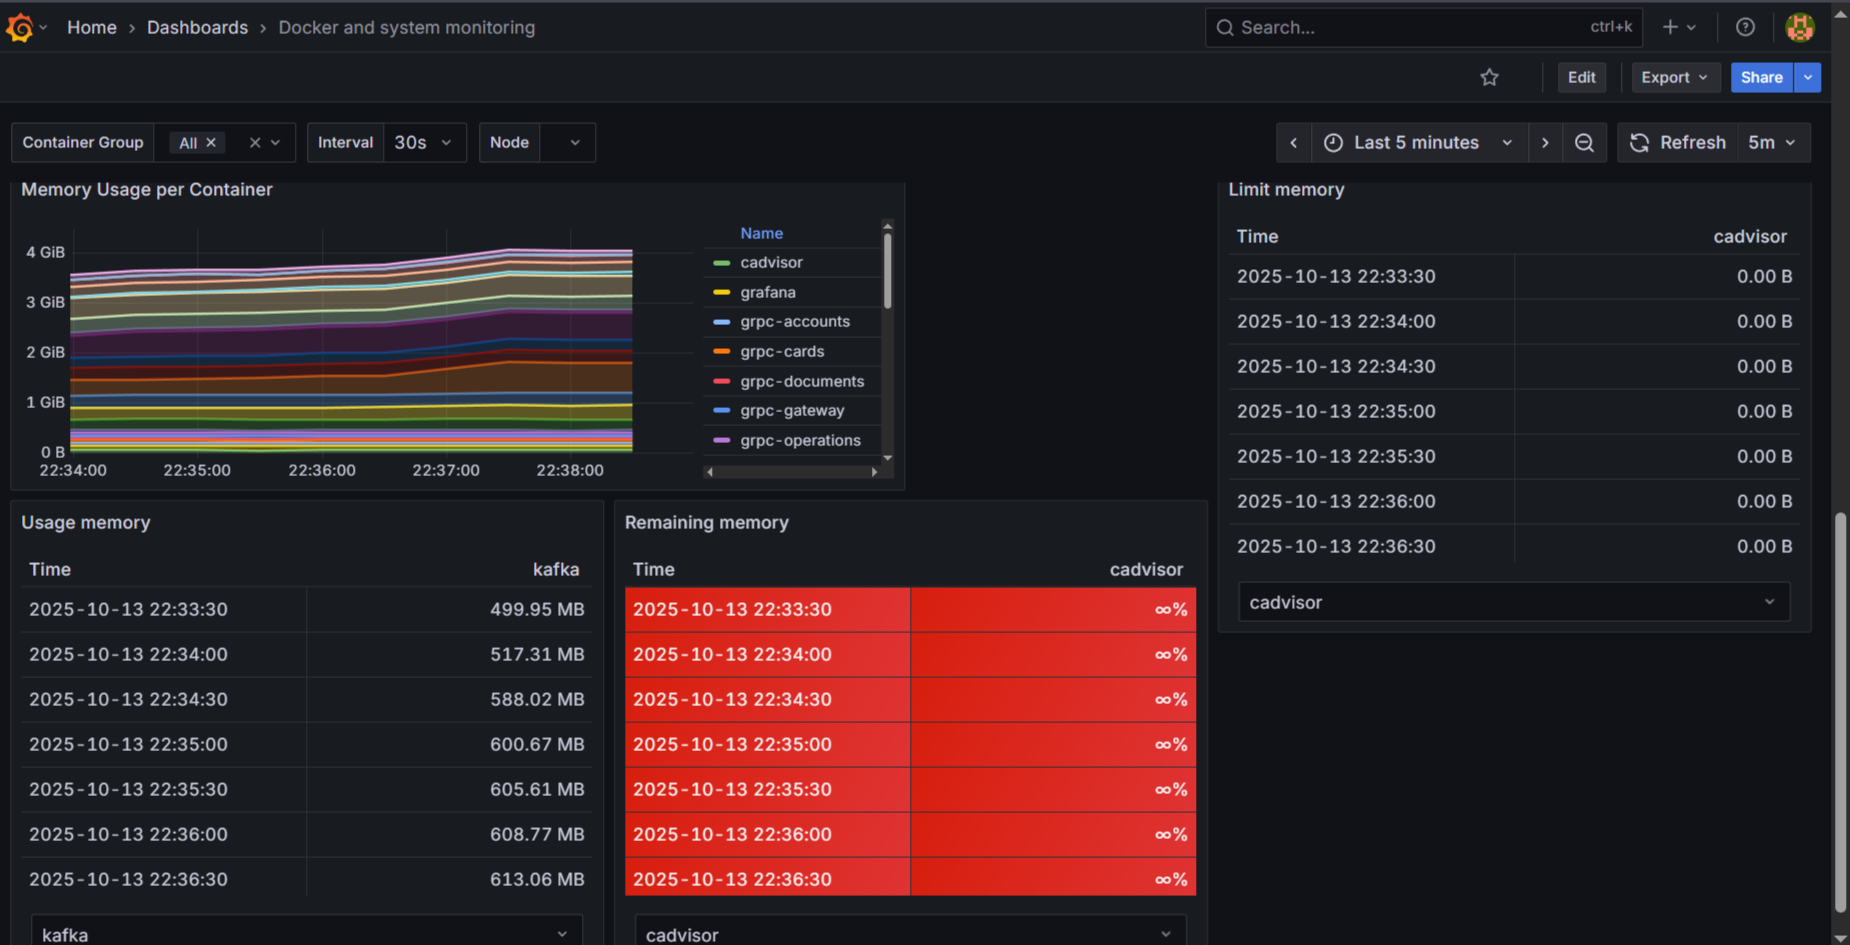 Home › Dashboards › Docker and system monitoring
Search... ctrl+k
Edit Export Share
Container Group All Interval 30s Node
Last 5 minutes Refresh 5m
Memory Usage per Container
4 GiB
3 GiB
2 GiB
1 GiB
0 B
22:34:00 22:35:00 22:36:00 22:37:00 22:38:00
Name
cadvisor
grafana
grpc-accounts
grpc-cards
grpc-documents
grpc-gateway
grpc-operations
Limit memory
Time cadvisor
2025-10-13 22:33:30 0.00 B
2025-10-13 22:34:00 0.00 B
2025-10-13 22:34:30 0.00 B
2025-10-13 22:35:00 0.00 B
2025-10-13 22:35:30 0.00 B
2025-10-13 22:36:00 0.00 B
2025-10-13 22:36:30 0.00 B
cadvisor
Usage memory
Time kafka
2025-10-13 22:33:30 499.95 MB
2025-10-13 22:34:00 517.31 MB
2025-10-13 22:34:30 588.02 MB
2025-10-13 22:35:00 600.67 MB
2025-10-13 22:35:30 605.61 MB
2025-10-13 22:36:00 608.77 MB
2025-10-13 22:36:30 613.06 MB
kafka
Remaining memory
Time cadvisor
2025-10-13 22:33:30 ∞%
2025-10-13 22:34:00 ∞%
2025-10-13 22:34:30 ∞%
2025-10-13 22:35:00 ∞%
2025-10-13 22:35:30 ∞%
2025-10-13 22:36:00 ∞%
2025-10-13 22:36:30 ∞%
cadvisor